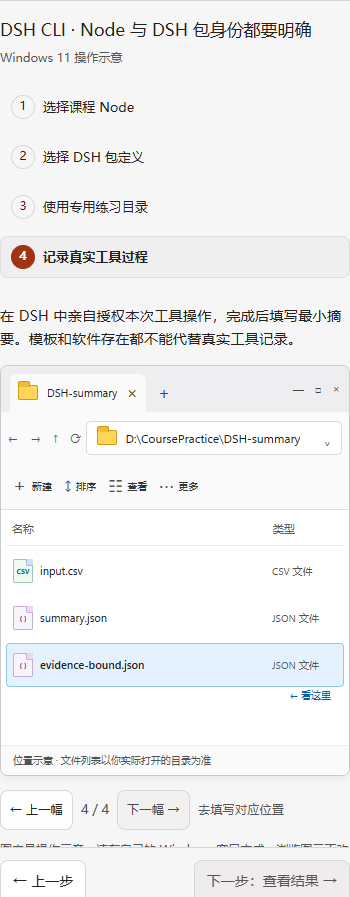 DSH CLI · Node 与 DSH 包身份都要明确
Windows 11 操作示意
1 选择课程 Node
2 选择 DSH 包定义
3 使用专用练习目录
4 记录真实工具过程
在 DSH 中亲自授权本次工具操作，完成后填写最小摘
要。模板和软件存在都不能代替真实工具记录。
DSH-summary × + — □ ×
← → ↑ ⟳ D:\CoursePractice\DSH-summary ⌄
+ 新建 ↕ 排序 查看 ··· 更多
名称 类型
CSV input.csv CSV 文件
{ } summary.json JSON 文件
{ } evidence-bound.json JSON 文件
← 看这里
位置示意 · 文件列表以你实际打开的目录为准
← 上一幅 4 / 4 下一幅 → 去填写对应位置
← 上一步 下一步：查看结果 →